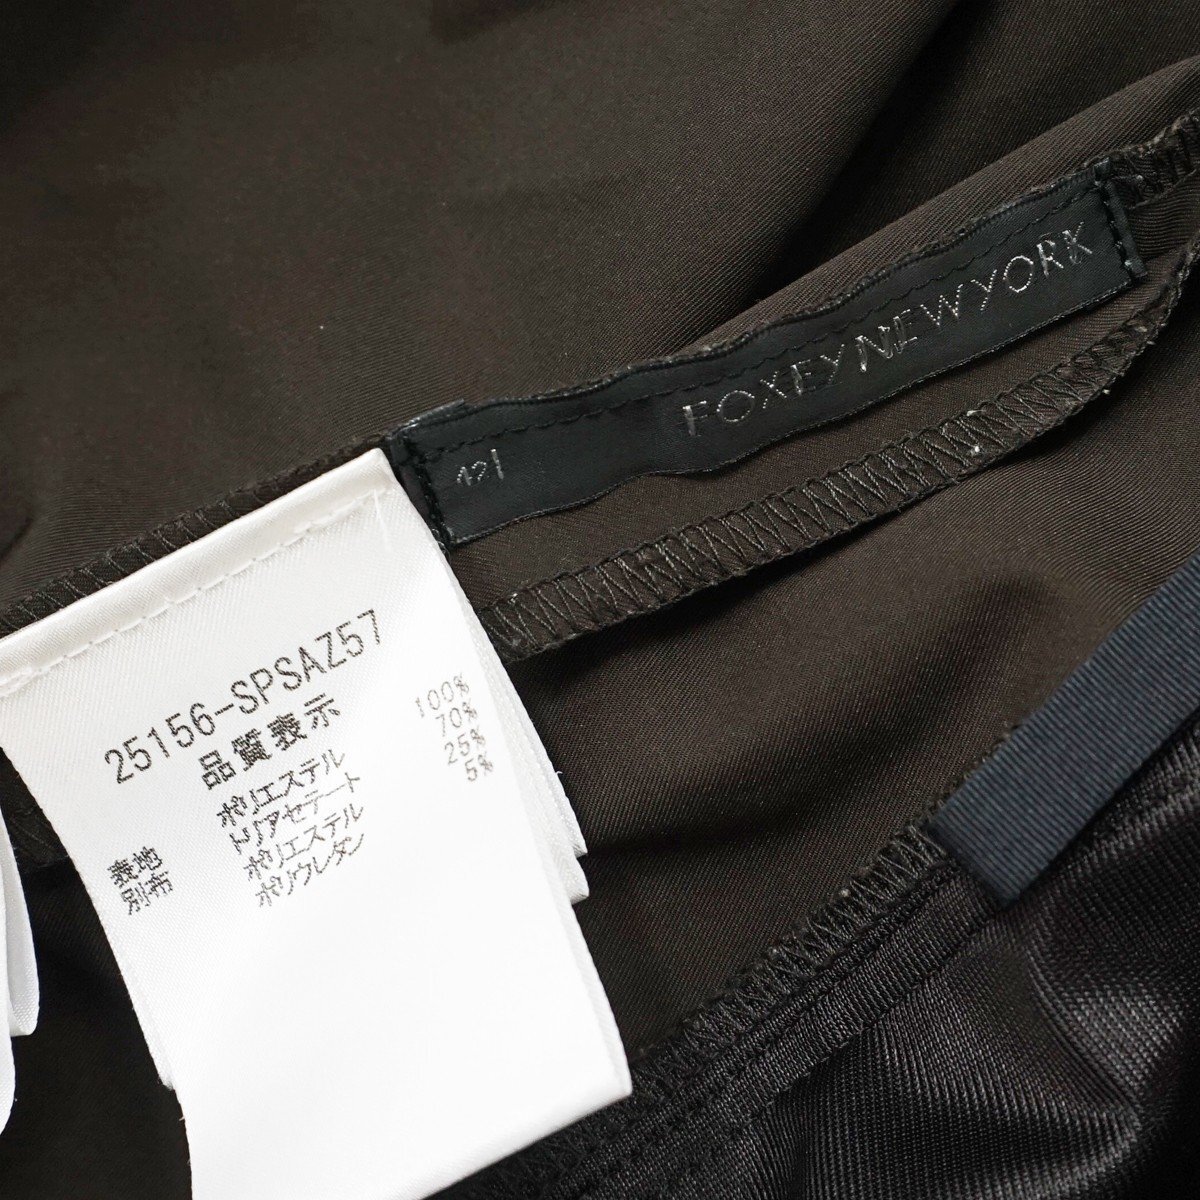 FOXEY NEW YORK
25156-SPSAZ57
品質表示
表地 ポリエステル 100%
別布 トリアセテート 70%
ポリエステル 25%
ポリウレタン 5%